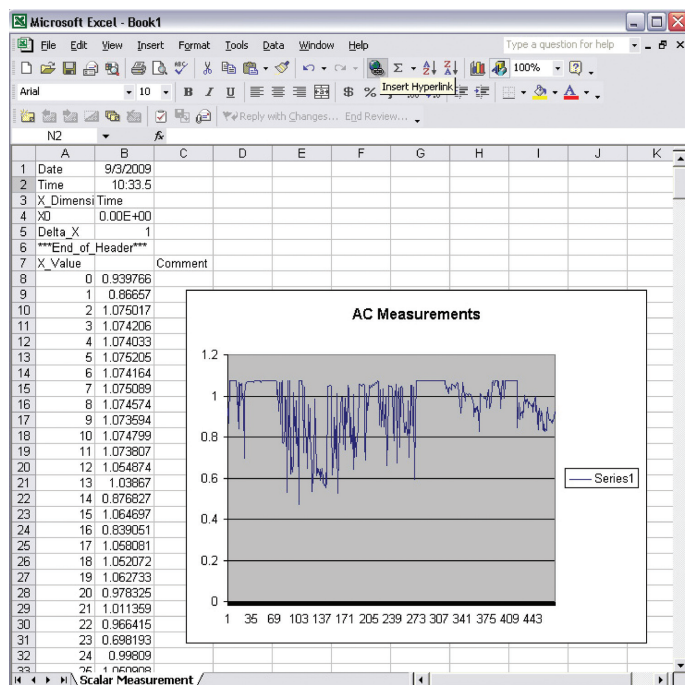 Microsoft Excel - Book1
File Edit View Insert Format Tools Data Window Help Type a question for help
Σ 100%
Arial 10 B I U $ % Insert Hyperlink A
Reply with Changes... End Review...
N2 fx
A B C D E F G H I J K
1 Date 9/3/2009
2 Time 10:33.5
3 X_Dimensi Time
4 X0 0.00E+00
5 Delta_X 1
6 ***End_of_Header***
7 X_Value Comment
8 0 0.939766
9 1 0.86657
10 2 1.075017
11 3 1.074206
12 4 1.074033
13 5 1.075205
14 6 1.074164
15 7 1.075089
16 8 1.074574
17 9 1.073594
18 10 1.074799
19 11 1.073807
20 12 1.054874
21 13 1.03867
22 14 0.876827
23 15 1.064697
24 16 0.839051
25 17 1.058081
26 18 1.052072
27 19 1.062733
28 20 0.978325
29 21 1.011359
30 22 0.966415
31 23 0.698193
32 24 0.99809
33 25 1.060908
AC Measurements
1.2
1
0.8
0.6
0.4
0.2
0
1 35 69 103 137 171 205 239 273 307 341 375 409 443
Series1
Scalar Measurement